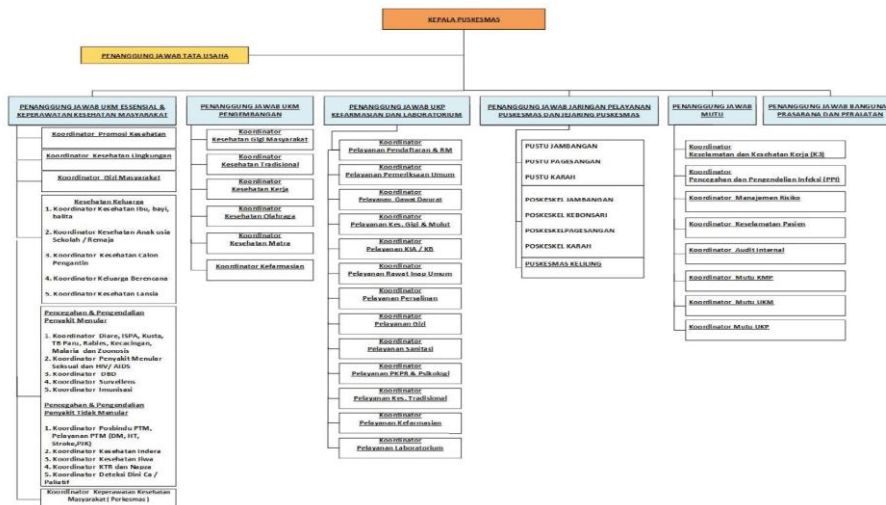 KEPALA PUSKESMAS
PENANGGUNG JAWAB TATA USAHA
PENANGGUNG JAWAB UKM ESSENSIAL &
KEPERAWATAN KESEHATAN MASYARAKAT
Koordinator Promosi Kesehatan
Koordinator Kesehatan Lingkungan
Koordinator Gizi Masyarakat
Kesehatan Keluarga
1. Koordinator Kesehatan Ibu, bayi,
balita
2. Koordinator Kesehatan Anak usia
Sekolah / Remaja
3. Koordinator Kesehatan Calon
Pengantin
4. Koordinator Keluarga Berencana
5. Koordinator Kesehatan Lansia
Pencegahan & Pengendalian
Penyakit Menular
1. Koordinator Diare, ISPA, Kusta,
TB Paru, Rabies, Kecacingan,
Malaria dan Zoonosis
2. Koordinator Penyakit Menular
Seksual dan HIV/ AIDS
3. Koordinator DBD
4. Koordinator Surveilens
5. Koordinator Imunisasi
Pencegahan & Pengendalian
Penyakit Tidak Menular
1. Koordinator Posbindu PTM,
Pelayanan PTM (DM, HT,
Stroke,PJK)
2. Koordinator Kesehatan Indera
3. Koordinator Kesehatan Jiwa
4. Koordinator KTR dan Napza
5. Koordinator Deteksi Dini Ca /
Paliatif
Koordinator Keperawatan Kesehatan
Masyarakat ( Perkesmas )
PENANGGUNG JAWAB UKM
PENGEMBANGAN
Koordinator
Kesehatan Gigi Masyarakat
Koordinator
Kesehatan Tradisional
Koordinator
Kesehatan Kerja
Koordinator
Kesehatan Olahraga
Koordinator
Kesehatan Matra
Koordinator Kefarmasian
PENANGGUNG JAWAB UKP
KEFARMASIAN DAN LABORATORIUM
Koordinator
Pelayanan Pendaftaran & RM
Koordinator
Pelayanan Pemeriksaan Umum
Koordinator
Pelayanan Gawat Darurat
Koordinator
Pelayanan Kes. Gigi & Mulut
Koordinator
Pelayanan KIA / KB
Koordinator
Pelayanan Rawat Inap Umum
Koordinator
Pelayanan Persalinan
Koordinator
Pelayanan Gizi
Koordinator
Pelayanan Sanitasi
Koordinator
Pelayanan PKPR & Psikologi
Koordinator
Pelayanan Kes. Tradisional
Koordinator
Pelayanan Kefarmasian
Koordinator
Pelayanan Laboratorium
PENANGGUNG JAWAB JARINGAN PELAYANAN
PUSKESMAS DAN JEJARING PUSKESMAS
PUSTU JAMBANGAN
PUSTU PAGESANGAN
PUSTU KARAH
POSKESKEL JAMBANGAN
POSKESKEL KEBONSARI
POSKESKELPAGESANGAN
POSKESKEL KARAH
PUSKESMAS KELILING
PENANGGUNG JAWAB
MUTU
Koordinator
Keselamatan dan Kesehatan Kerja (K3)
Koordinator
Pencegahan dan Pengendalian Infeksi (PPI)
Koordinator Manajemen Risiko
Koordinator Keselamatan Pasien
Koordinator Audit Internal
Koordinator Mutu KMP
Koordinator Mutu UKM
Koordinator Mutu UKP
PENANGGUNG JAWAB BANGUNA
PRASARANA DAN PERALATAN